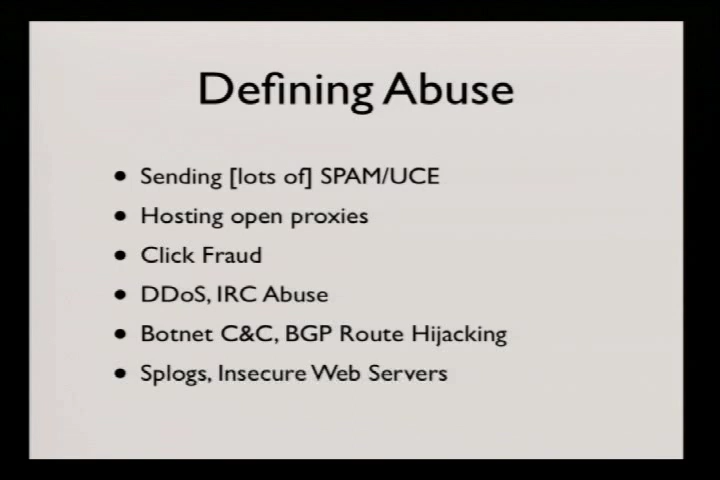 Defining Abuse
• Sending [lots of] SPAM/UCE
• Hosting open proxies
• Click Fraud
• DDoS, IRC Abuse
• Botnet C&C, BGP Route Hijacking
• Splogs, Insecure Web Servers